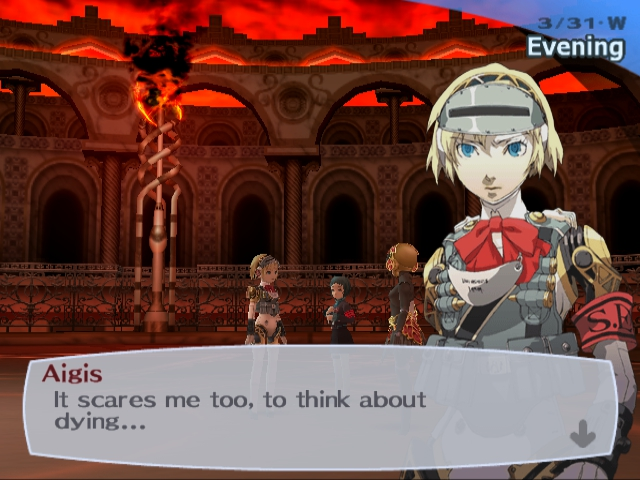 3/31·W
Evening
S.E
Aigis
It scares me too, to think about
dying...